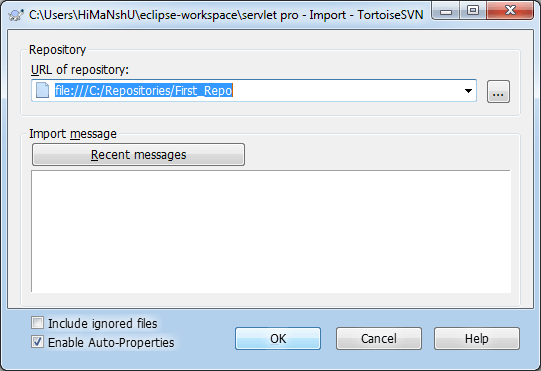 C:\Users\HiMaNshU\eclipse-workspace\servlet pro - Import - TortoiseSVN
Repository
URL of repository:
file:///C:/Repositories/First_Repo
...
Import message
Recent messages
Include ignored files
Enable Auto-Properties
OK
Cancel
Help